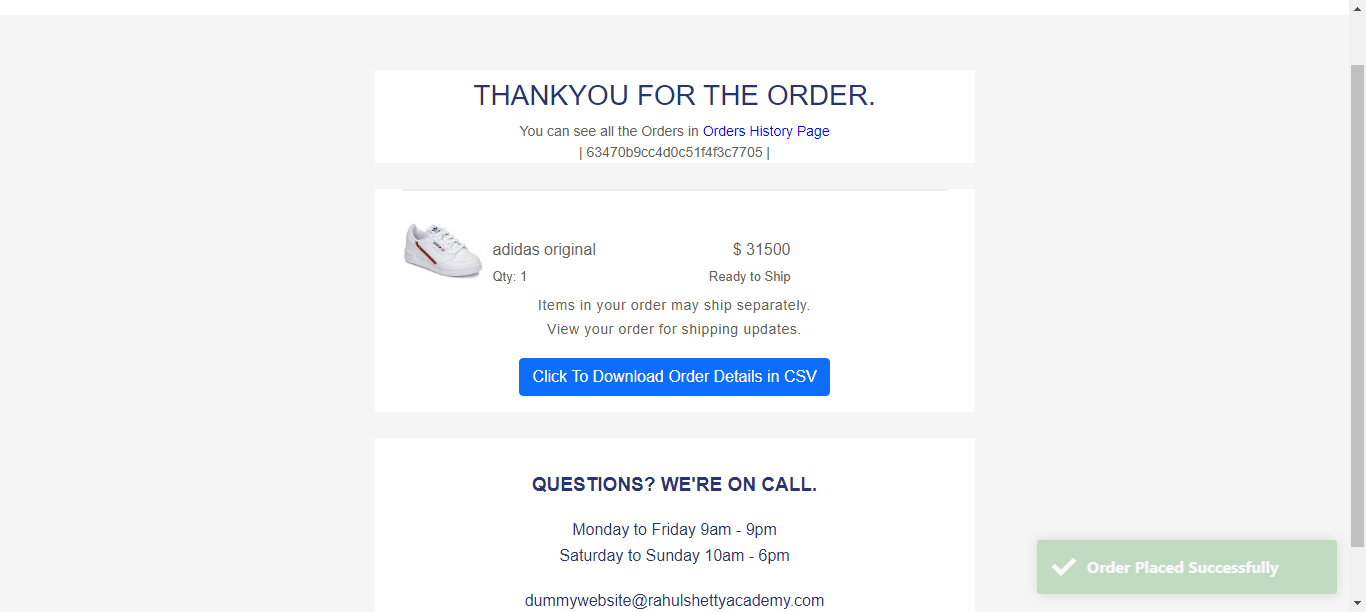 THANKYOU FOR THE ORDER.
You can see all the Orders in Orders History Page
| 63470b9cc4d0c51f4f3c7705 |
adidas original $ 31500
Qty: 1 Ready to Ship
Items in your order may ship separately.
View your order for shipping updates.
Click To Download Order Details in CSV
QUESTIONS? WE'RE ON CALL.
Monday to Friday 9am - 9pm
Saturday to Sunday 10am - 6pm
dummywebsite@rahulshettyacademy.com
Order Placed Successfully